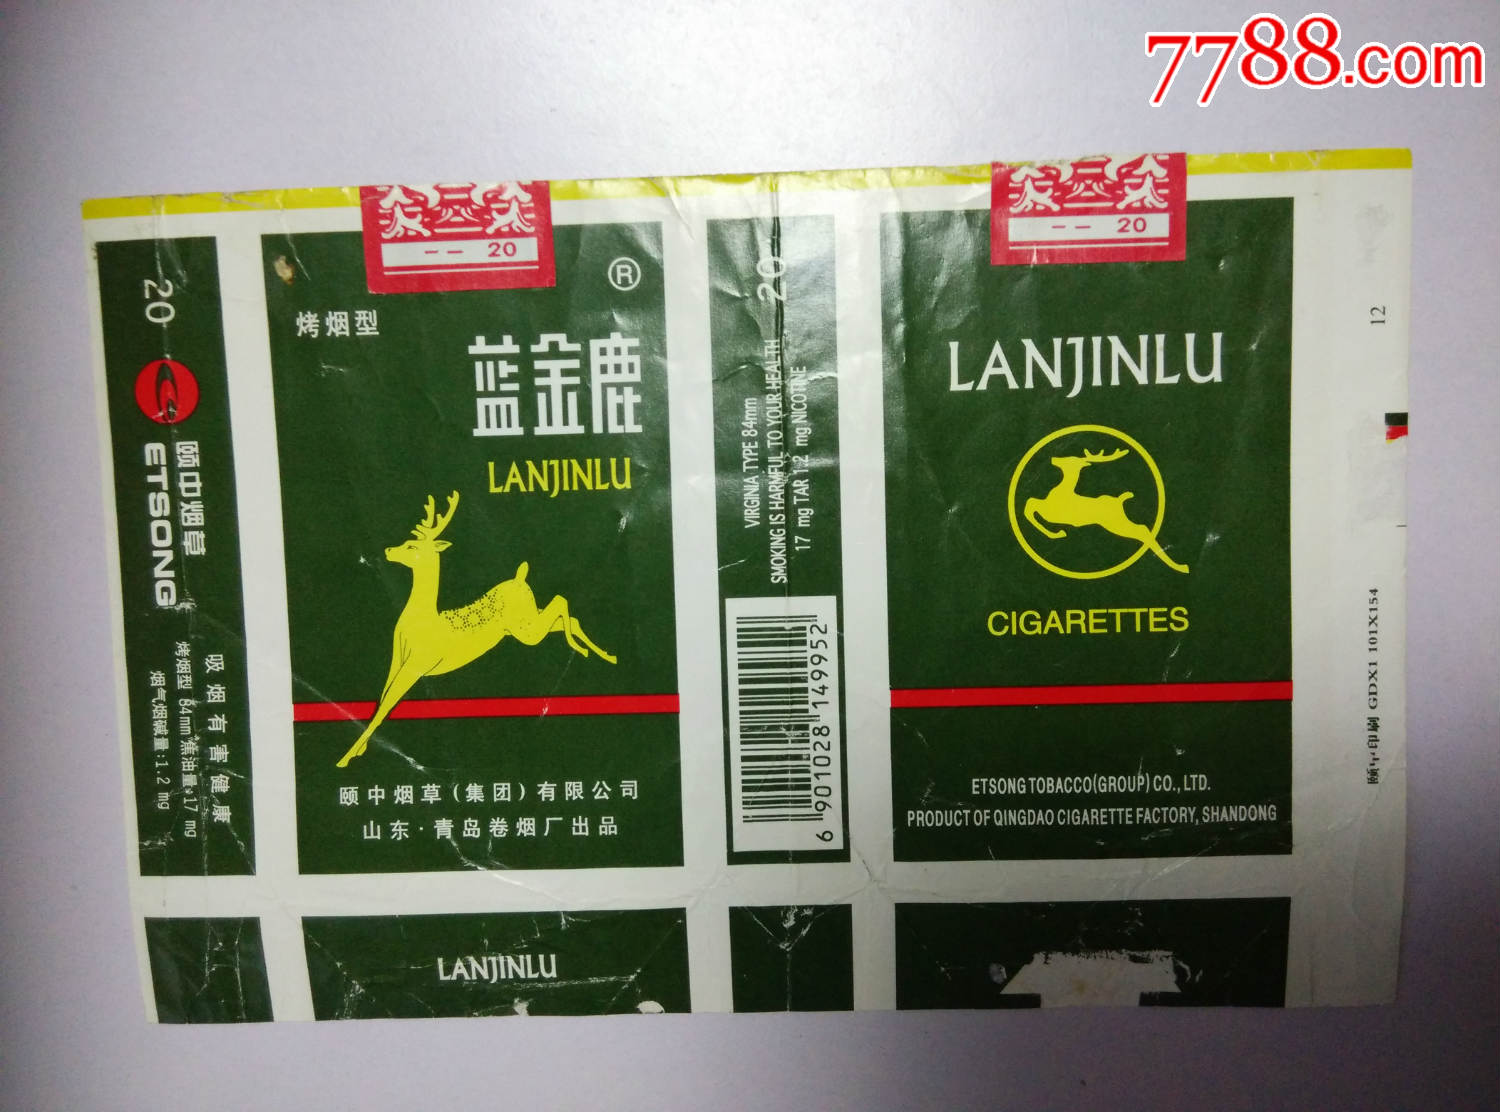 7788.com
20
颐中烟草
ETSONG
吸烟有害健康
烤烟型 84mm 焦油量:17 mg
烟气烟碱量:1.2 mg
-- 20
®
烤烟型
蓝金鹿
LANJINLU
颐中烟草(集团)有限公司
山东·青岛卷烟厂出品
LANJINLU
20
VIRGINIA TYPE 84mm
SMOKING IS HARMFUL TO YOUR HEALTH
17 mg TAR 1.2 mg NICOTINE
6 901028 149952
-- 20
LANJINLU
CIGARETTES
ETSONG TOBACCO(GROUP) CO., LTD.
PRODUCT OF QINGDAO CIGARETTE FACTORY, SHANDONG
12
颐中印刷 GDX1 101X154